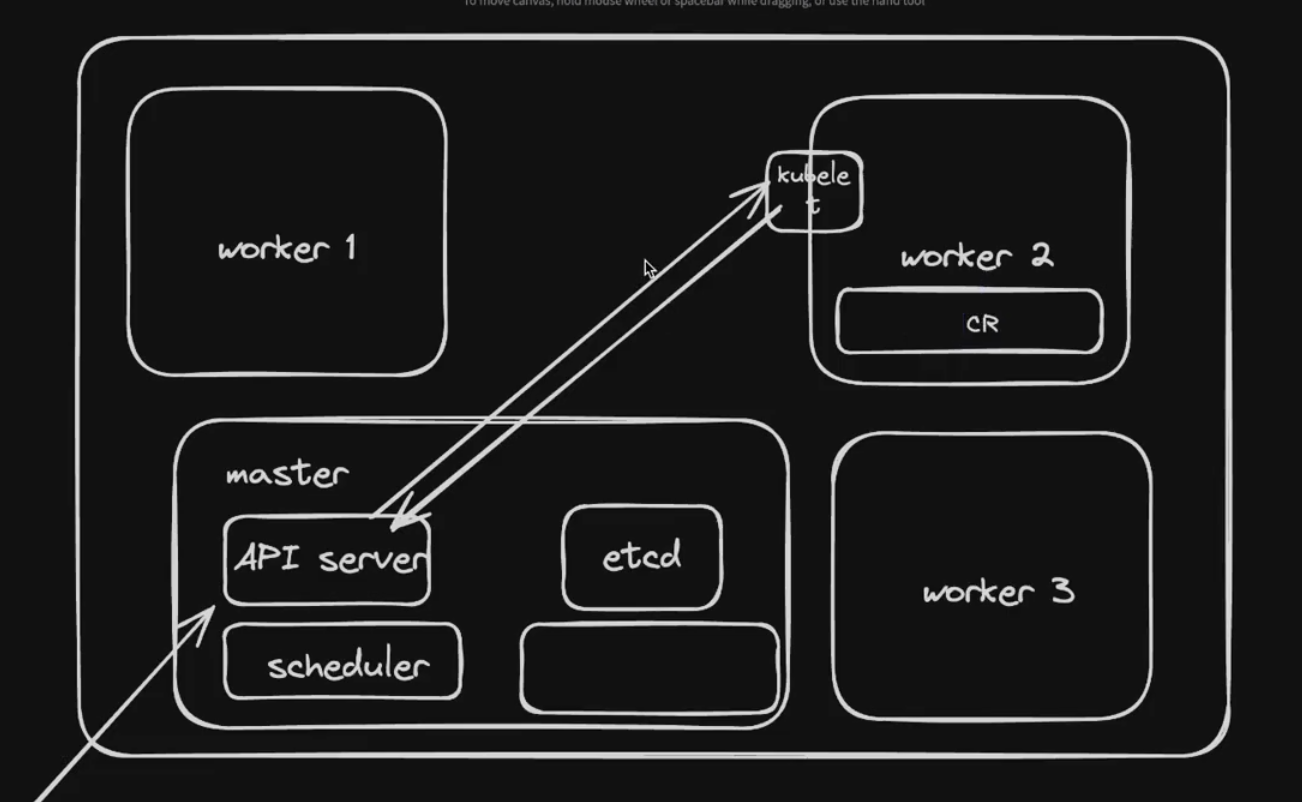 To move canvas, hold mouse wheel or spacebar while dragging, or use the hand tool
worker 1
kubele
t
worker 2
CR
master
API server
etcd
scheduler
worker 3